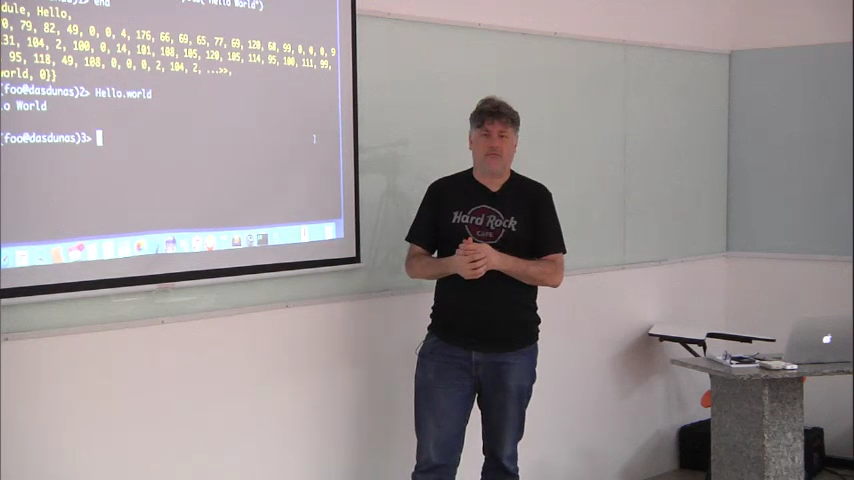 end
dule, Hello,
0, 79, 82, 49, 0, 0, 4, 176, 66, 69, 65, 77, 69, 120, 68, 99, 0, 0, 0, 9
131, 104, 2, 100, 0, 14, 101, 108, 105, 120, 105, 114, 95, 100, 111, 99,
95, 118, 49, 108, 0, 0, 0, 2, 104, 2, ...>>,
world, 0}}
(foo@dasdunas)2> Hello.world
lo World
(foo@dasdunas)3>
Hard Rock
CAFE